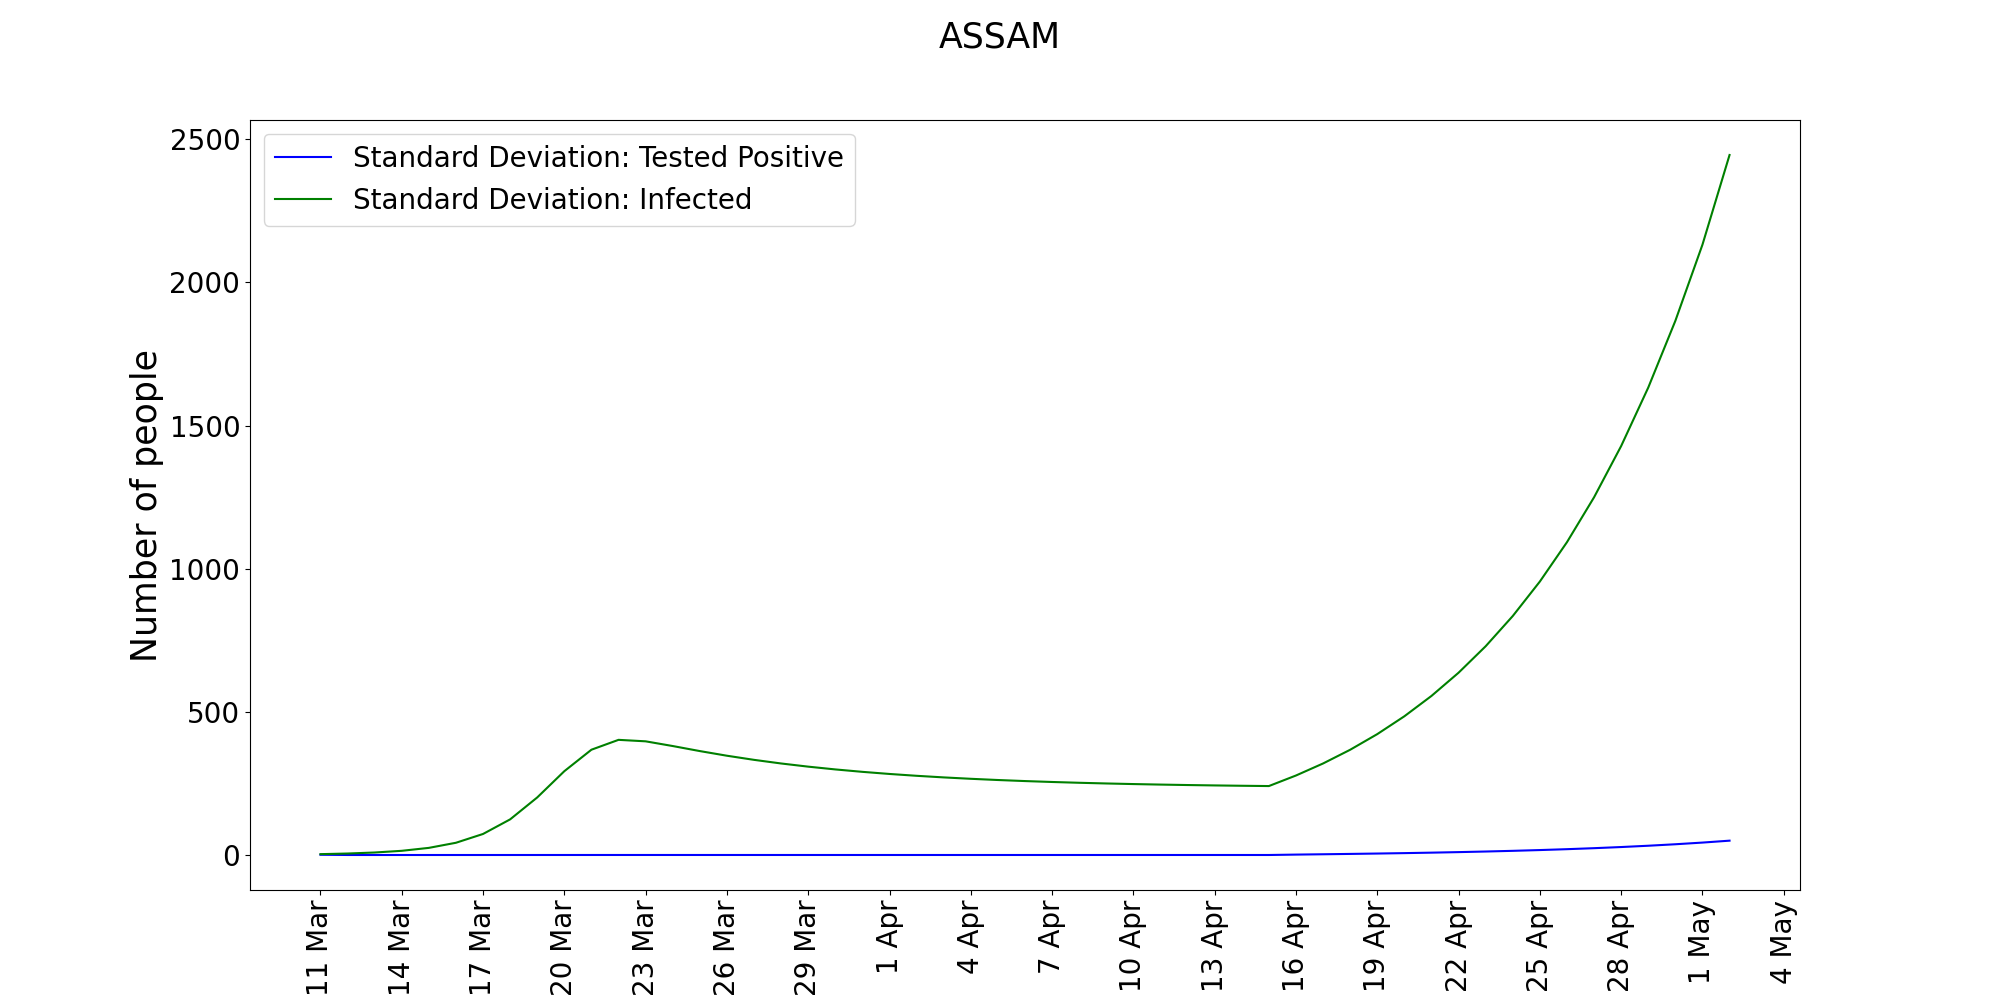 ASSAM
Standard Deviation: Tested Positive
Standard Deviation: Infected
Number of people
2500
2000
1500
1000
500
0
11 Mar
14 Mar
17 Mar
20 Mar
23 Mar
26 Mar
29 Mar
1 Apr
4 Apr
7 Apr
10 Apr
13 Apr
16 Apr
19 Apr
22 Apr
25 Apr
28 Apr
1 May
4 May